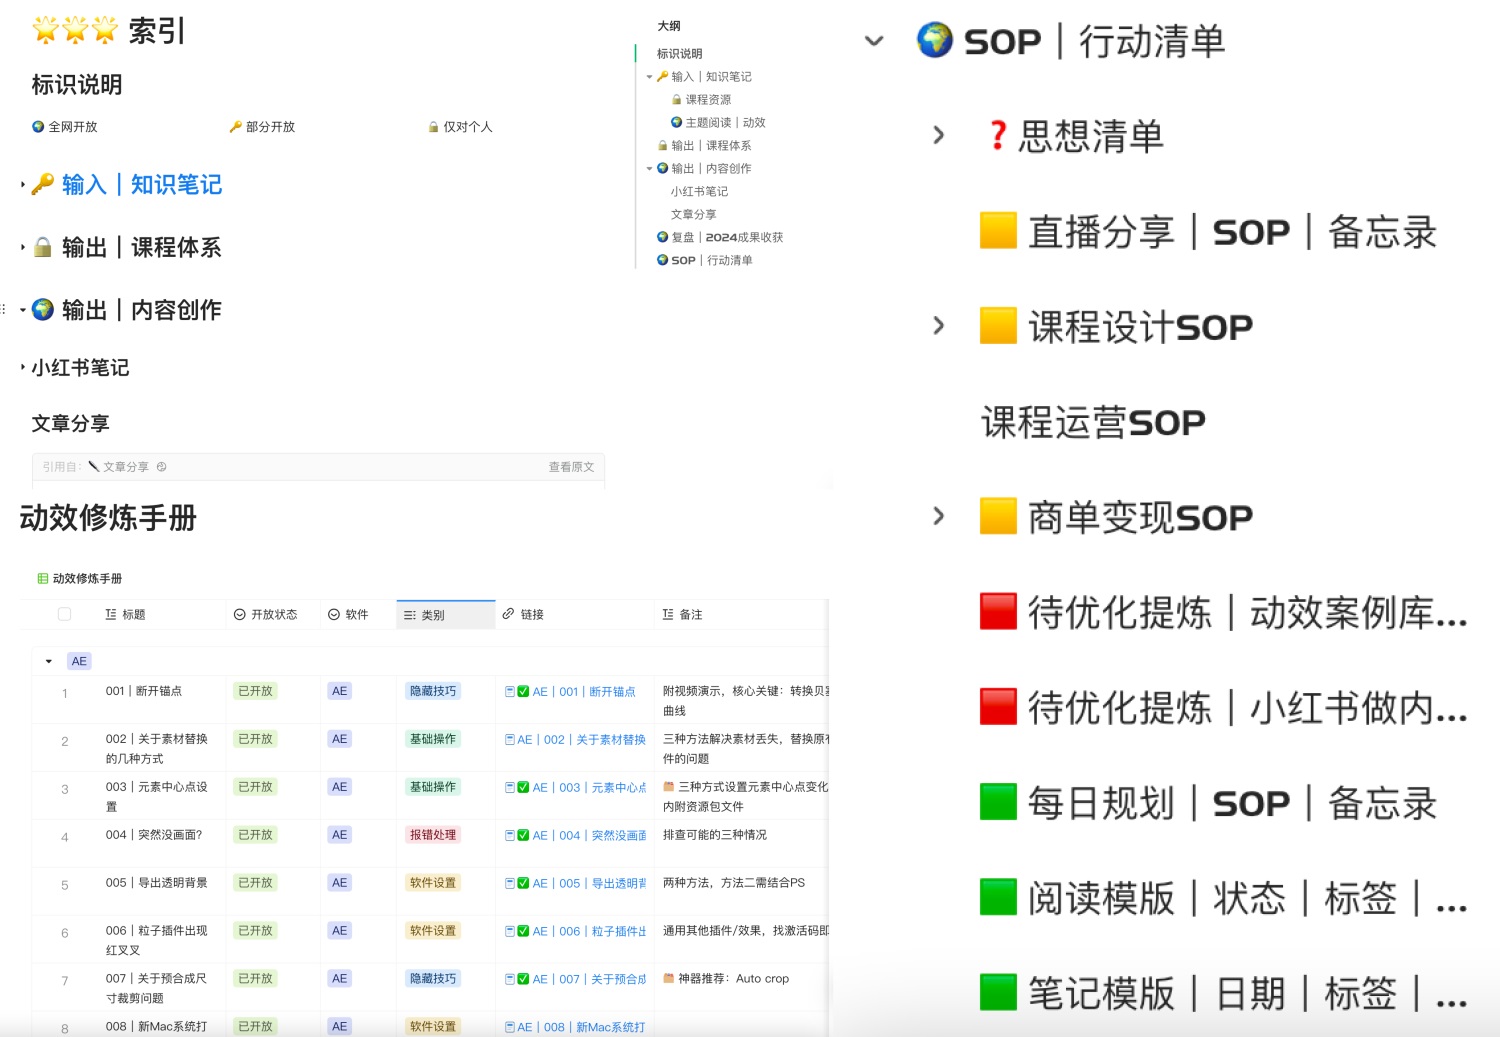 索引
标识说明
全网开放
部分开放
仅对个人
输入｜知识笔记
输出｜课程体系
输出｜内容创作
小红书笔记
文章分享
引用自：
文章分享
查看原文
大纲
标识说明
输入｜知识笔记
课程资源
主题阅读｜动效
输出｜课程体系
输出｜内容创作
小红书笔记
文章分享
复盘｜2024成果收获
SOP｜行动清单
动效修炼手册
动效修炼手册
标题
开放状态
软件
类别
链接
备注
AE
1
001｜断开锚点
已开放
AE
隐藏技巧
AE｜001｜断开锚点
附视频演示，核心关键：转换贝
曲线
2
002｜关于素材替换
的几种方式
已开放
AE
基础操作
AE｜002｜关于素材替换
三种方法解决素材丢失，替换原
件的问题
3
003｜元素中心点设
置
已开放
AE
基础操作
AE｜003｜元素中心
三种方式设置元素中心点变化
内附资源包文件
4
004｜突然没画面?
已开放
AE
报错处理
AE｜004｜突然没画
排查可能的三种情况
5
005｜导出透明背景
已开放
AE
软件设置
AE｜005｜导出透明
两种方法，方法二需结合PS
6
006｜粒子插件出现
红叉叉
已开放
AE
软件设置
AE｜006｜粒子插件
通用其他插件/效果，找激活码即
7
007｜关于预合成尺
寸裁剪问题
已开放
AE
隐藏技巧
AE｜007｜关于预合成
神器推荐：Auto crop
8
008｜新Mac系统打
已开放
AE
软件设置
AE｜008｜新Mac系统打
SOP｜行动清单
思想清单
直播分享｜SOP｜备忘录
课程设计SOP
课程运营SOP
商单变现SOP
待优化提炼｜动效案例库...
待优化提炼｜小红书做内...
每日规划｜SOP｜备忘录
阅读模版｜状态｜标签｜...
笔记模版｜日期｜标签｜...